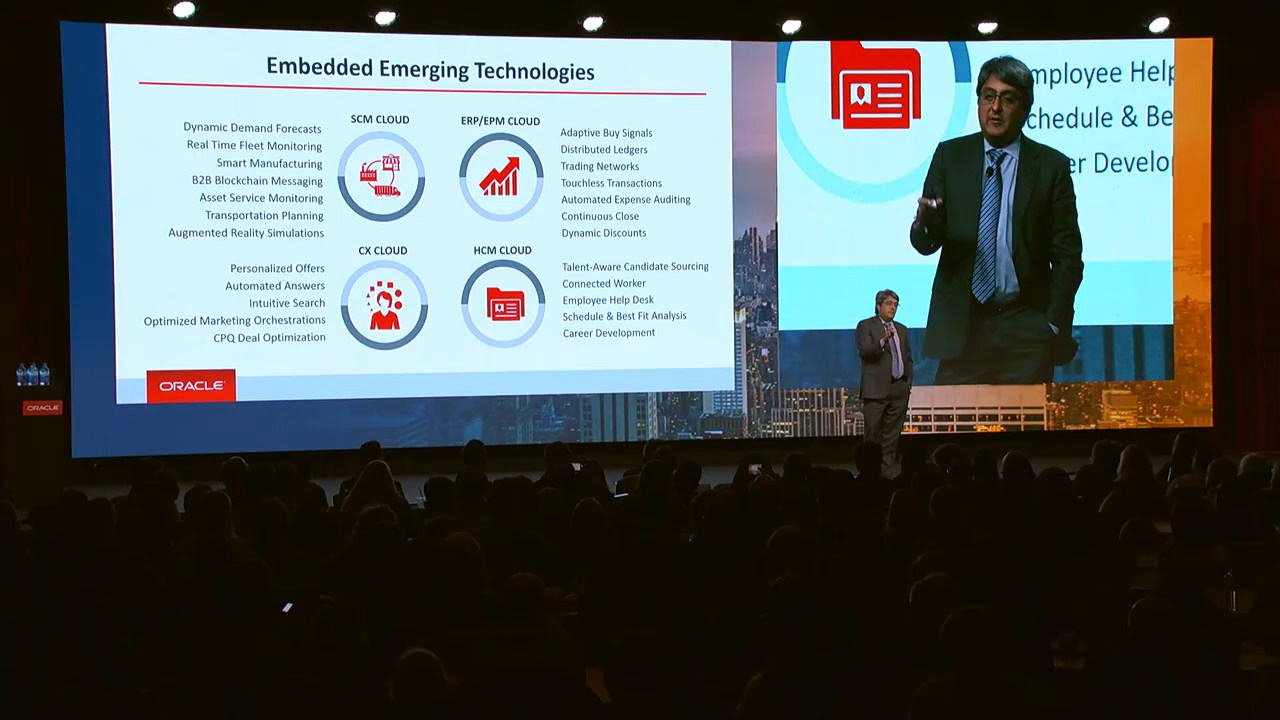 Embedded Emerging Technologies
SCM CLOUD
Dynamic Demand Forecasts
Real Time Fleet Monitoring
Smart Manufacturing
B2B Blockchain Messaging
Asset Service Monitoring
Transportation Planning
Augmented Reality Simulations
ERP/EPM CLOUD
Adaptive Buy Signals
Distributed Ledgers
Trading Networks
Touchless Transactions
Automated Expense Auditing
Continuous Close
Dynamic Discounts
CX CLOUD
Personalized Offers
Automated Answers
Intuitive Search
Optimized Marketing Orchestrations
CPQ Deal Optimization
HCM CLOUD
Talent-Aware Candidate Sourcing
Connected Worker
Employee Help Desk
Schedule & Best Fit Analysis
Career Development
ORACLE
mployee Help
chedule & Be
er Develop
ORACLE